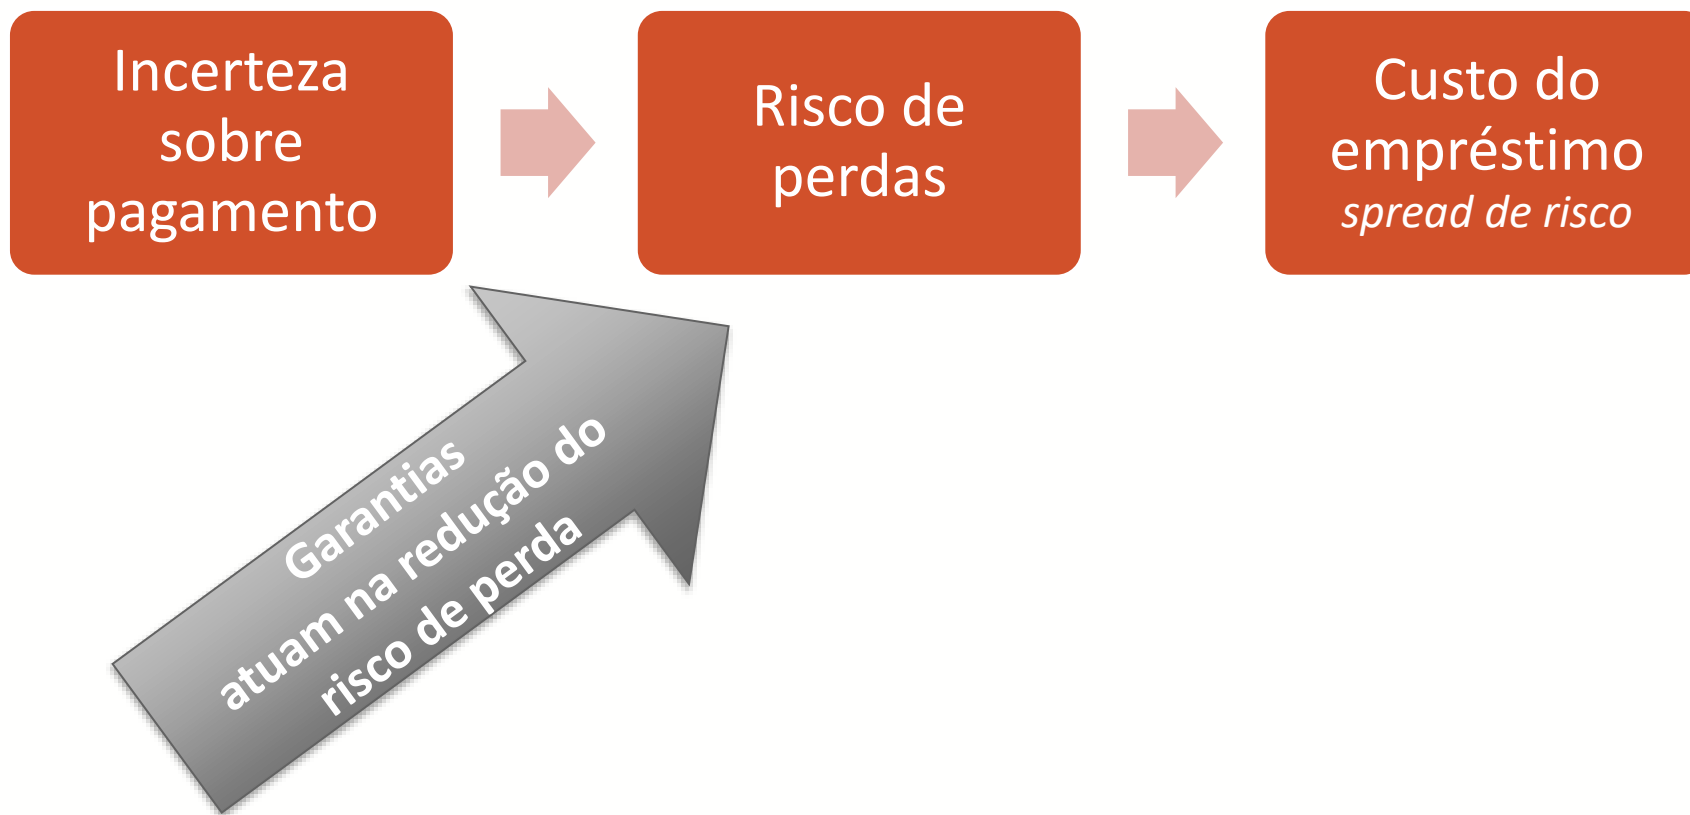 Incerteza
sobre
pagamento
Risco de
perdas
Custo do
empréstimo
spread de risco
Garantias
atuam na redução do
risco de perda